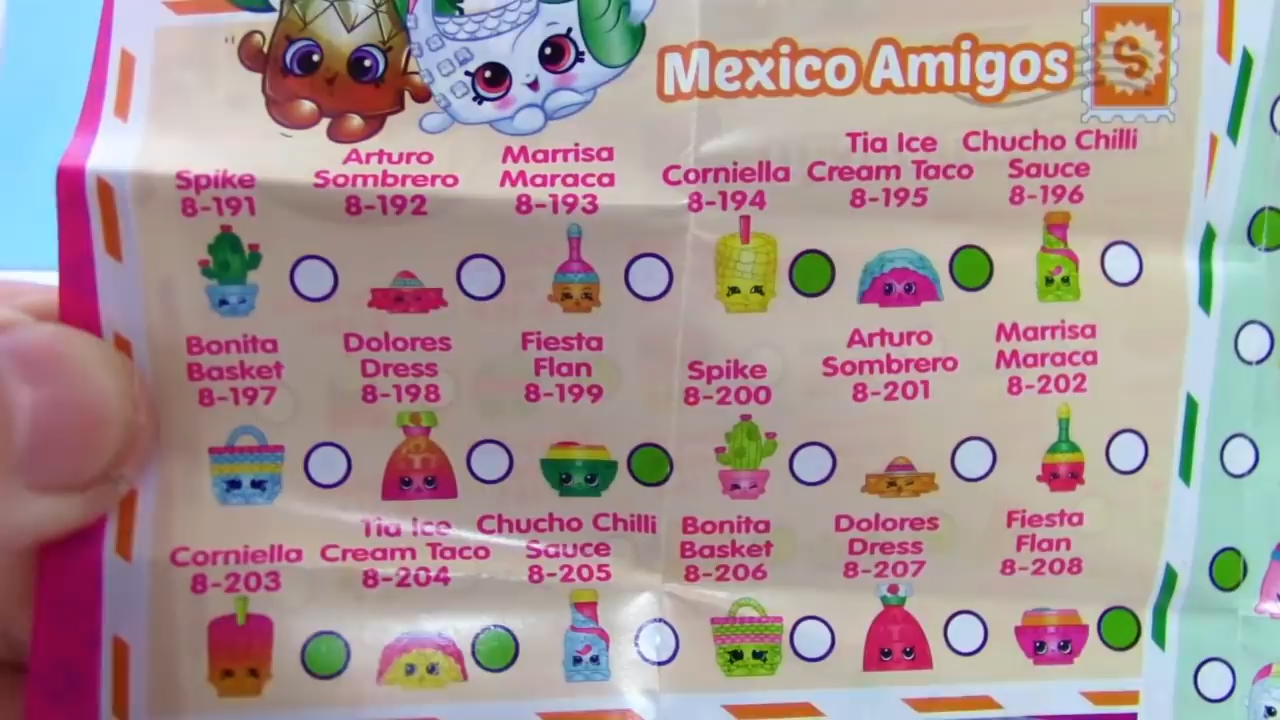 Mexico Amigos
S
Spike
8-191
Arturo
Sombrero
8-192
Marrisa
Maraca
8-193
Corniella
8-194
Tia Ice
Cream Taco
8-195
Chucho Chilli
Sauce
8-196
Bonita
Basket
8-197
Dolores
Dress
8-198
Fiesta
Flan
8-199
Spike
8-200
Arturo
Sombrero
8-201
Marrisa
Maraca
8-202
Corniella
8-203
Tia Ice
Cream Taco
8-204
Chucho Chilli
Sauce
8-205
Bonita
Basket
8-206
Dolores
Dress
8-207
Fiesta
Flan
8-208